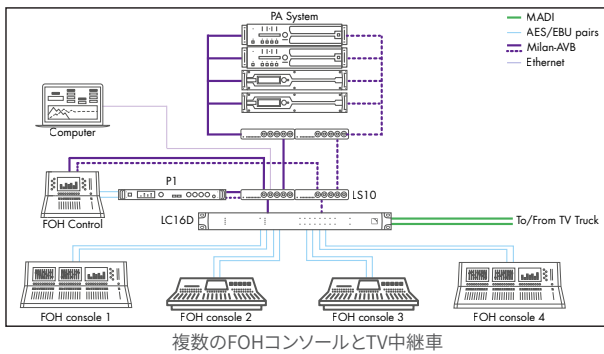 PA System
MADI
AES/EBU pairs
Milan-AVB
Ethernet
Computer
P1
LS10
FOH Control
LC16D
To/From TV Truck
FOH console 1
FOH console 2
FOH console 3
FOH console 4
複数のFOHコンソールとTV中継車